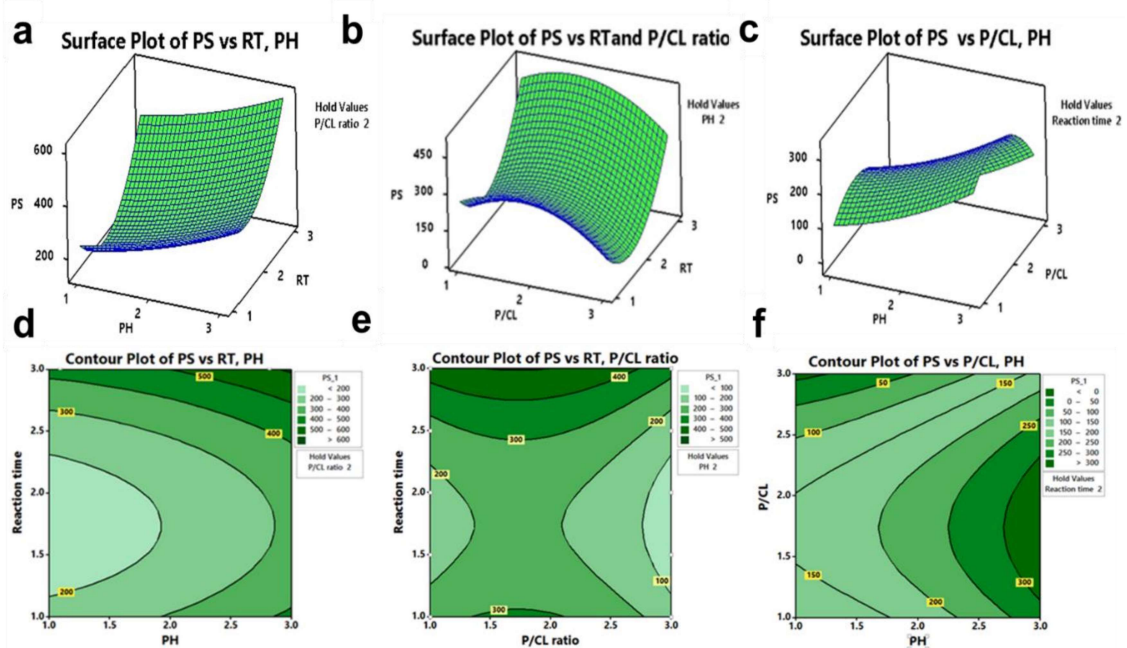 a
Surface Plot of PS vs RT, PH
Hold Values
P/CL ratio 2
600
400
200
PS
1
2
3
PH
1
2
3
RT
b
Surface Plot of PS vs RTand P/CL ratio
Hold Values
PH 2
450
300
150
0
PS
1
2
3
P/CL
1
2
3
RT
c
Surface Plot of PS vs P/CL, PH
Hold Values
Reaction time 2
300
200
100
0
PS
1
2
3
PH
1
2
3
P/CL
d
Contour Plot of PS vs RT, PH
3.0
2.5
2.0
1.5
1.0
Reaction time
1.0 1.5 2.0 2.5 3.0
PH
500
300
400
200
PS_1
< 200
200 – 300
300 – 400
400 – 500
500 – 600
> 600
Hold Values
P/CL ratio 2
e
Contour Plot of PS vs RT, P/CL ratio
3.0
2.5
2.0
1.5
1.0
Reaction time
1.0 1.5 2.0 2.5 3.0
P/CL ratio
400
200
300
200
100
300
PS_1
< 100
100 – 200
200 – 300
300 – 400
400 – 500
> 500
Hold Values
PH 2
f
Contour Plot of PS vs P/CL, PH
3.0
2.5
2.0
1.5
1.0
P/CL
1.0 1.5 2.0 2.5 3.0
PH
50
150
100
250
150
300
200
PS_1
< 0
0 – 50
50 – 100
100 – 150
150 – 200
200 – 250
250 – 300
> 300
Hold Values
Reaction time 2